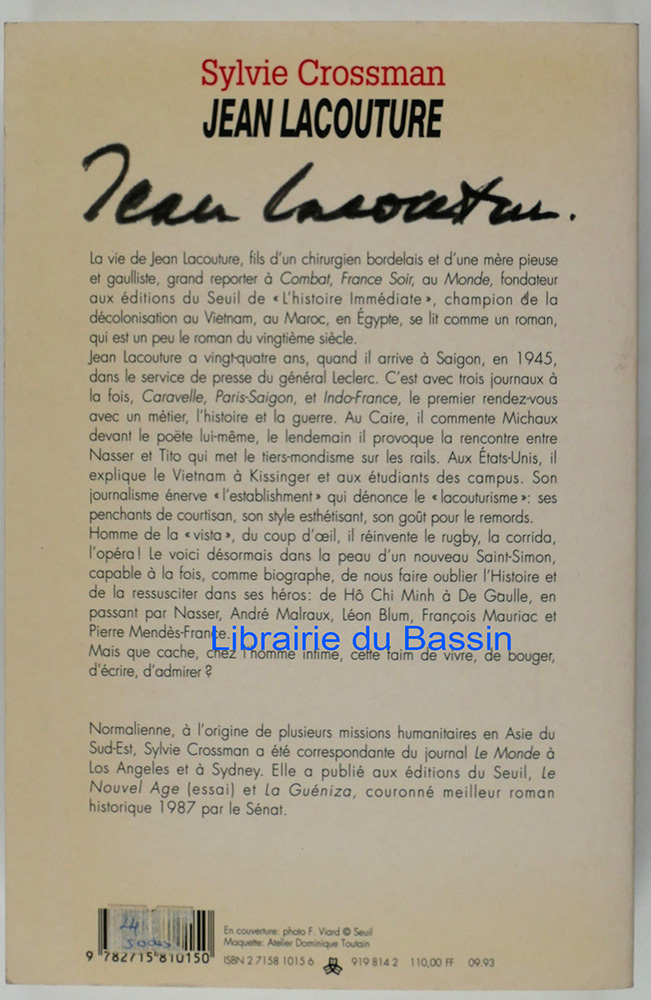 Sylvie Crossman
JEAN LACOUTURE
Jean Lacouture.
La vie de Jean Lacouture, fils d'un chirurgien bordelais et d'une mère pieuse
et gaulliste, grand reporter à Combat, France Soir, au Monde, fondateur
aux éditions du Seuil de « L'histoire Immédiate », champion de la
décolonisation au Vietnam, au Maroc, en Égypte, se lit comme un roman,
qui est un peu le roman du vingtième siècle.
Jean Lacouture a vingt-quatre ans, quand il arrive à Saigon, en 1945,
dans le service de presse du général Leclerc. C'est avec trois journaux à
la fois, Caravelle, Paris-Saigon, et Indo-France, le premier rendez-vous
avec un métier, l'histoire et la guerre. Au Caire, il commente Michaux
devant le poëte lui-même, le lendemain il provoque la rencontre entre
Nasser et Tito qui met le tiers-mondisme sur les rails. Aux États-Unis, il
explique le Vietnam à Kissinger et aux étudiants des campus. Son
journalisme énerve « l'establishment » qui dénonce le « lacouturisme »: ses
penchants de courtisan, son style esthétisant, son goût pour le remords.
Homme de la « vista », du coup d'œil, il réinvente le rugby, la corrida,
l'opéra! Le voici désormais dans la peau d'un nouveau Saint-Simon,
capable à la fois, comme biographe, de nous faire oublier l'Histoire et
de la ressusciter dans ses héros: de Hô Chi Minh à De Gaulle, en
passant par Nasser, André Malraux, Léon Blum, François Mauriac et
Pierre Mendès-France.
Librairie du Bassin
Mais que cache, chez l'homme intime, cette faim de vivre, de bouger,
d'écrire, d'admirer ?
Normalienne, à l'origine de plusieurs missions humanitaires en Asie du
Sud-Est, Sylvie Crossman a été correspondante du journal Le Monde à
Los Angeles et à Sydney. Elle a publié aux éditions du Seuil, Le
Nouvel Age (essai) et La Guéniza, couronné meilleur roman
historique 1987 par le Sénat.
En couverture: photo F. Viard © Seuil
Maquette: Atelier Dominique Toutain
9 782715 810150
ISBN 2 7158 1015 6 919 814 2 110,00 FF 09.93